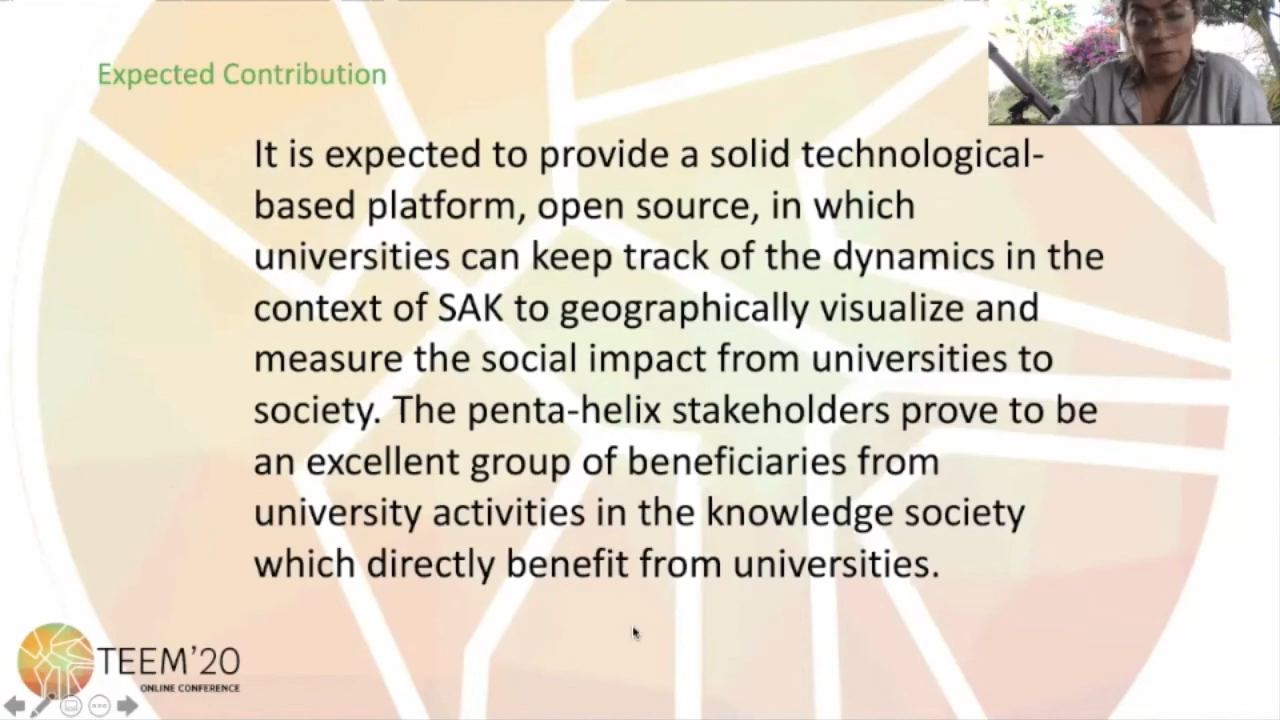 Expected Contribution
It is expected to provide a solid technological-
based platform, open source, in which
universities can keep track of the dynamics in the
context of SAK to geographically visualize and
measure the social impact from universities to
society. The penta-helix stakeholders prove to be
an excellent group of beneficiaries from
university activities in the knowledge society
which directly benefit from universities.
TEEM'20
ONLINE CONFERENCE